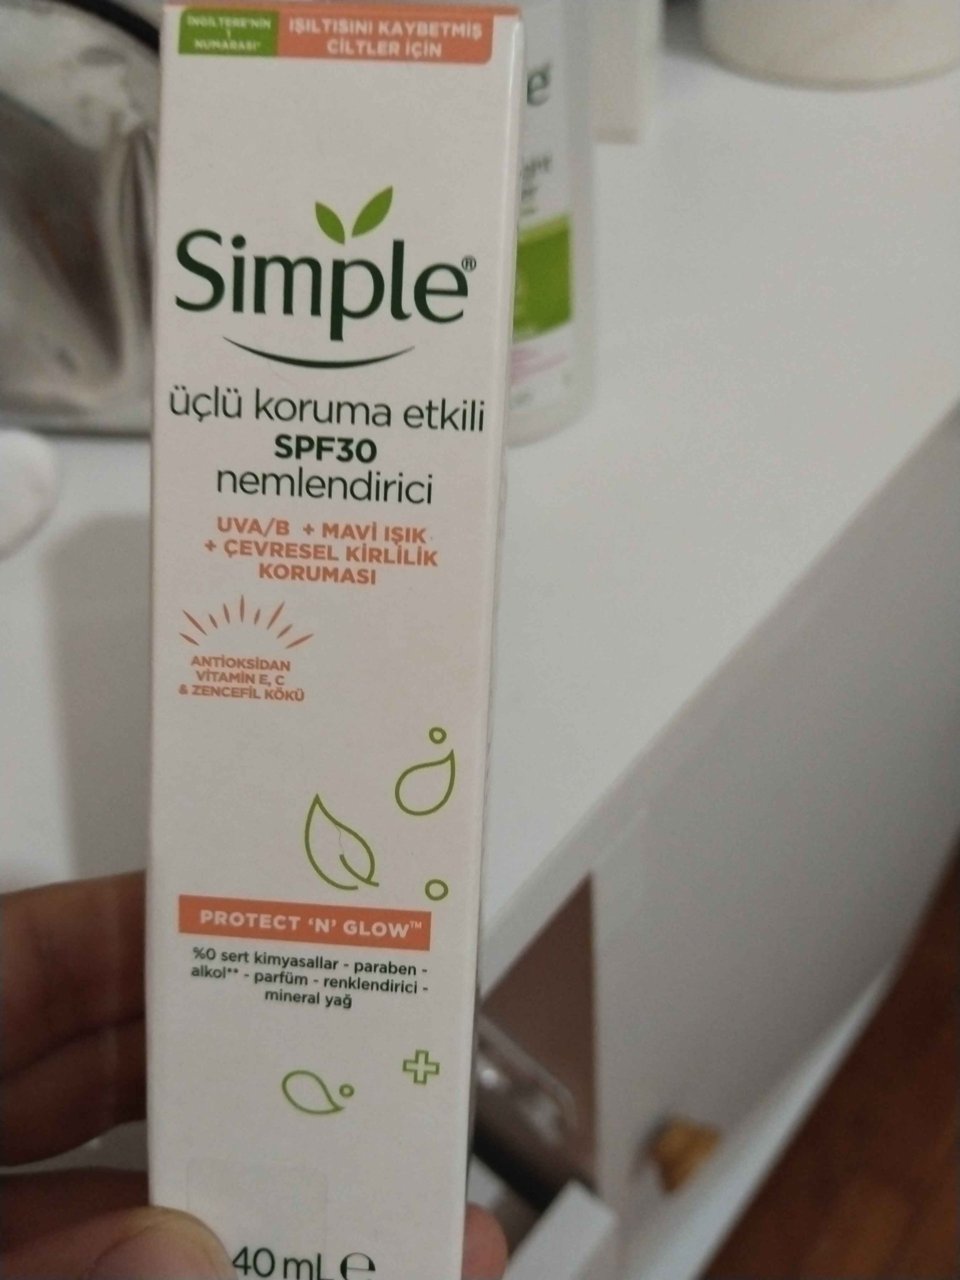 İNGİLTERE'NİN
1
NUMARASI*
IŞILTISINI KAYBETMİŞ
CİLTLER İÇİN
Simple®
üçlü koruma etkili
SPF30
nemlendirici
UVA/B + MAVİ IŞIK
+ ÇEVRESEL KİRLİLİK
KORUMASI
ANTİOKSİDAN
VİTAMİN E, C
& ZENCEFİL KÖKÜ
PROTECT 'N' GLOW™
%0 sert kimyasallar - paraben -
alkol** - parfüm - renklendirici -
mineral yağ
40 mL ℮